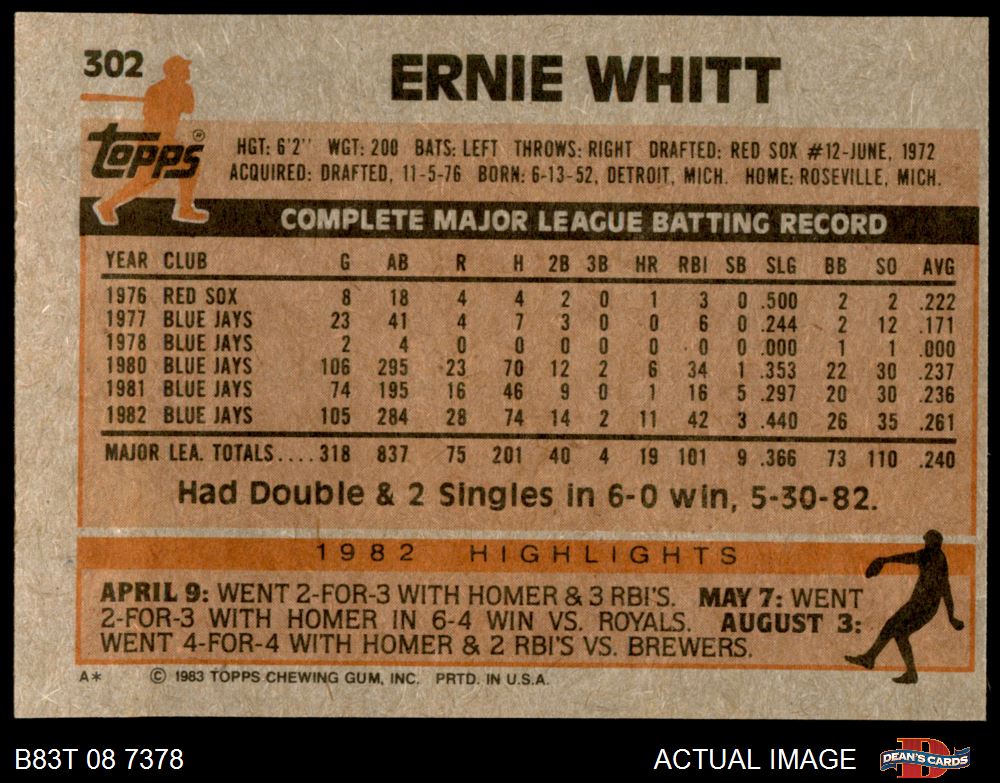 302
ERNIE WHITT
topps®
HGT: 6'2" WGT: 200 BATS: LEFT THROWS: RIGHT DRAFTED: RED SOX #12-JUNE, 1972
ACQUIRED: DRAFTED, 11-5-76 BORN: 6-13-52, DETROIT, MICH. HOME: ROSEVILLE, MICH.
COMPLETE MAJOR LEAGUE BATTING RECORD
YEAR CLUB G AB R H 2B 3B HR RBI SB SLG BB SO AVG
1976 RED SOX 8 18 4 4 2 0 1 3 0 .500 2 2 .222
1977 BLUE JAYS 23 41 4 7 3 0 0 6 0 .244 2 12 .171
1978 BLUE JAYS 2 4 0 0 0 0 0 0 0 .000 1 1 .000
1980 BLUE JAYS 106 295 23 70 12 2 6 34 1 .353 22 30 .237
1981 BLUE JAYS 74 195 16 46 9 0 1 16 5 .297 20 30 .236
1982 BLUE JAYS 105 284 28 74 14 2 11 42 3 .440 26 35 .261
MAJOR LEA. TOTALS....318 837 75 201 40 4 19 101 9 .366 73 110 .240
Had Double & 2 Singles in 6-0 win, 5-30-82.
1982 HIGHLIGHTS
APRIL 9: WENT 2-FOR-3 WITH HOMER & 3 RBI'S. MAY 7: WENT
2-FOR-3 WITH HOMER IN 6-4 WIN VS. ROYALS. AUGUST 3:
WENT 4-FOR-4 WITH HOMER & 2 RBI'S VS. BREWERS.
A* © 1983 TOPPS CHEWING GUM, INC. PRTD. IN U.S.A.
B83T 08 7378 ACTUAL IMAGE DEAN'S CARDS